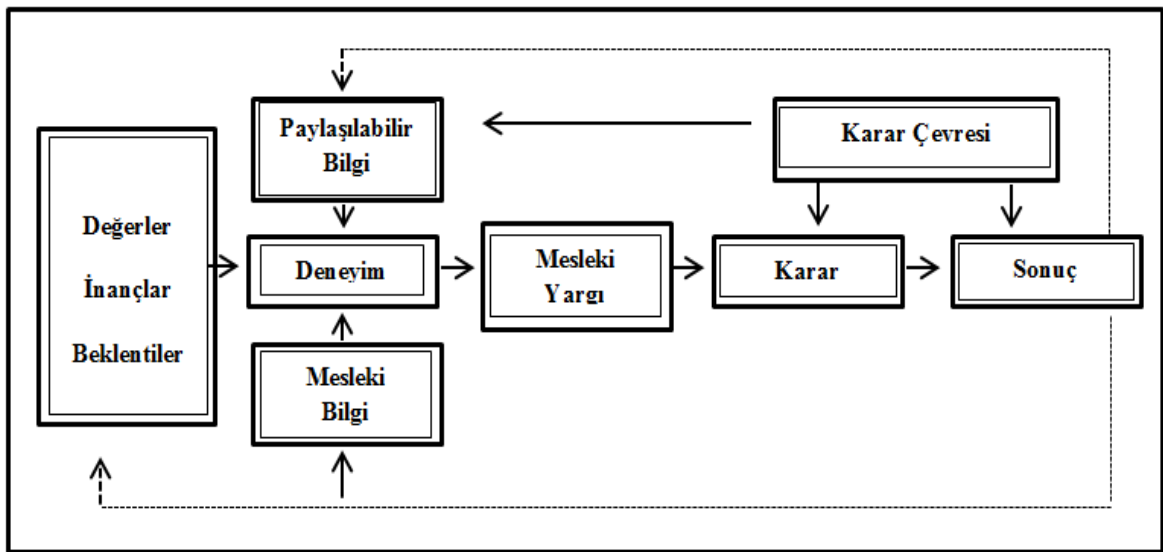 Paylaşılabilir
Bilgi
Karar Çevresi
Değerler
İnançlar
Beklentiler
Deneyim
Mesleki
Yargı
Karar
Sonuç
Mesleki
Bilgi